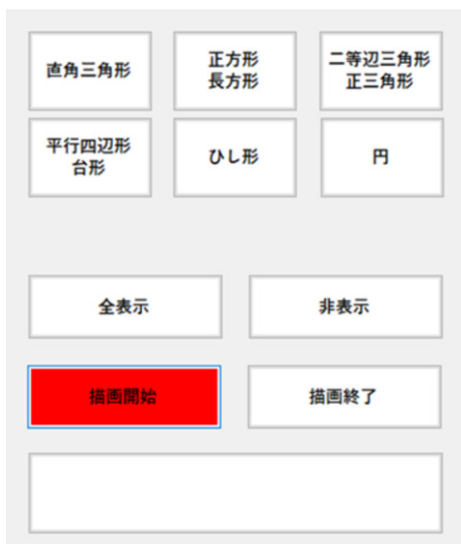 直角三角形
正方形
長方形
二等辺三角形
正三角形
平行四辺形
台形
ひし形
円
全表示
非表示
描画開始
描画終了